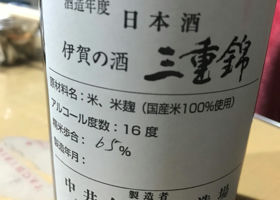 酒造年度
日本酒
伊賀の酒 三重錦
原材料名：米、米麹（国産米100%使用）
アルコール度数：16度
精米歩合： 65%
製造年月：
製造者
中井